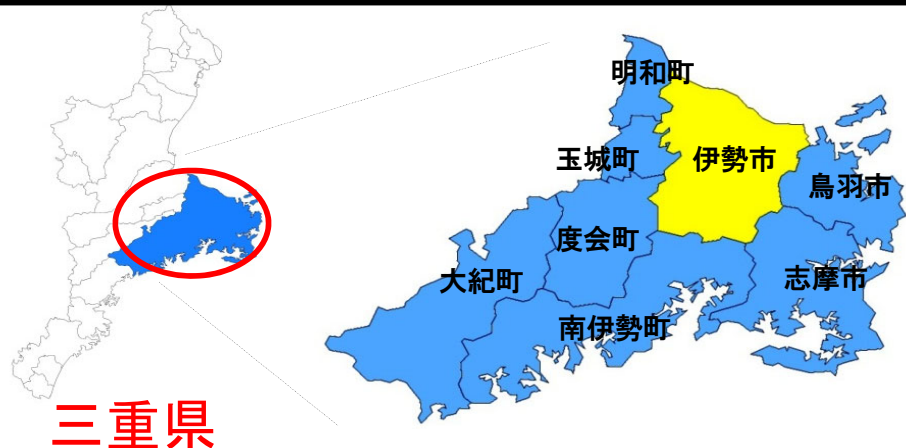 明和町
玉城町
伊勢市
鳥羽市
度会町
大紀町
志摩市
南伊勢町
三重県